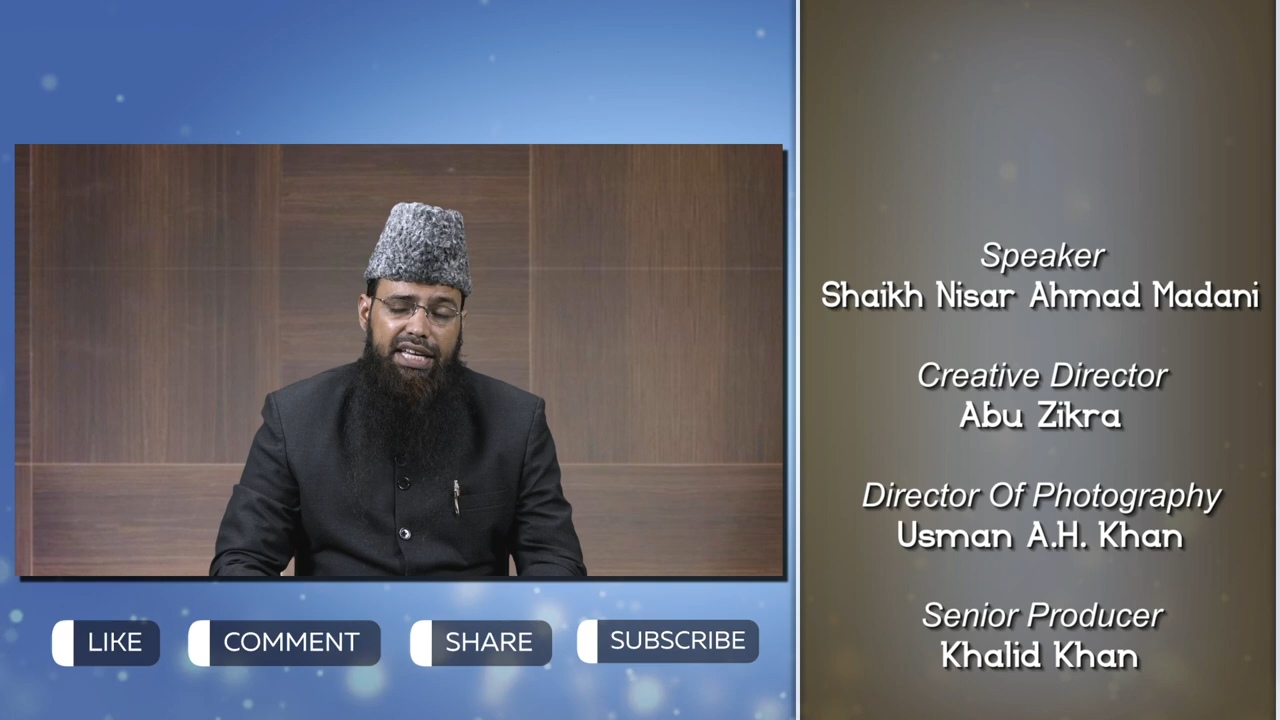 Speaker
Shaikh Nisar Ahmad Madani
Creative Director
Abu Zikra
Director Of Photography
Usman A.H. Khan
Senior Producer
Khalid Khan
LIKE
COMMENT
SHARE
SUBSCRIBE